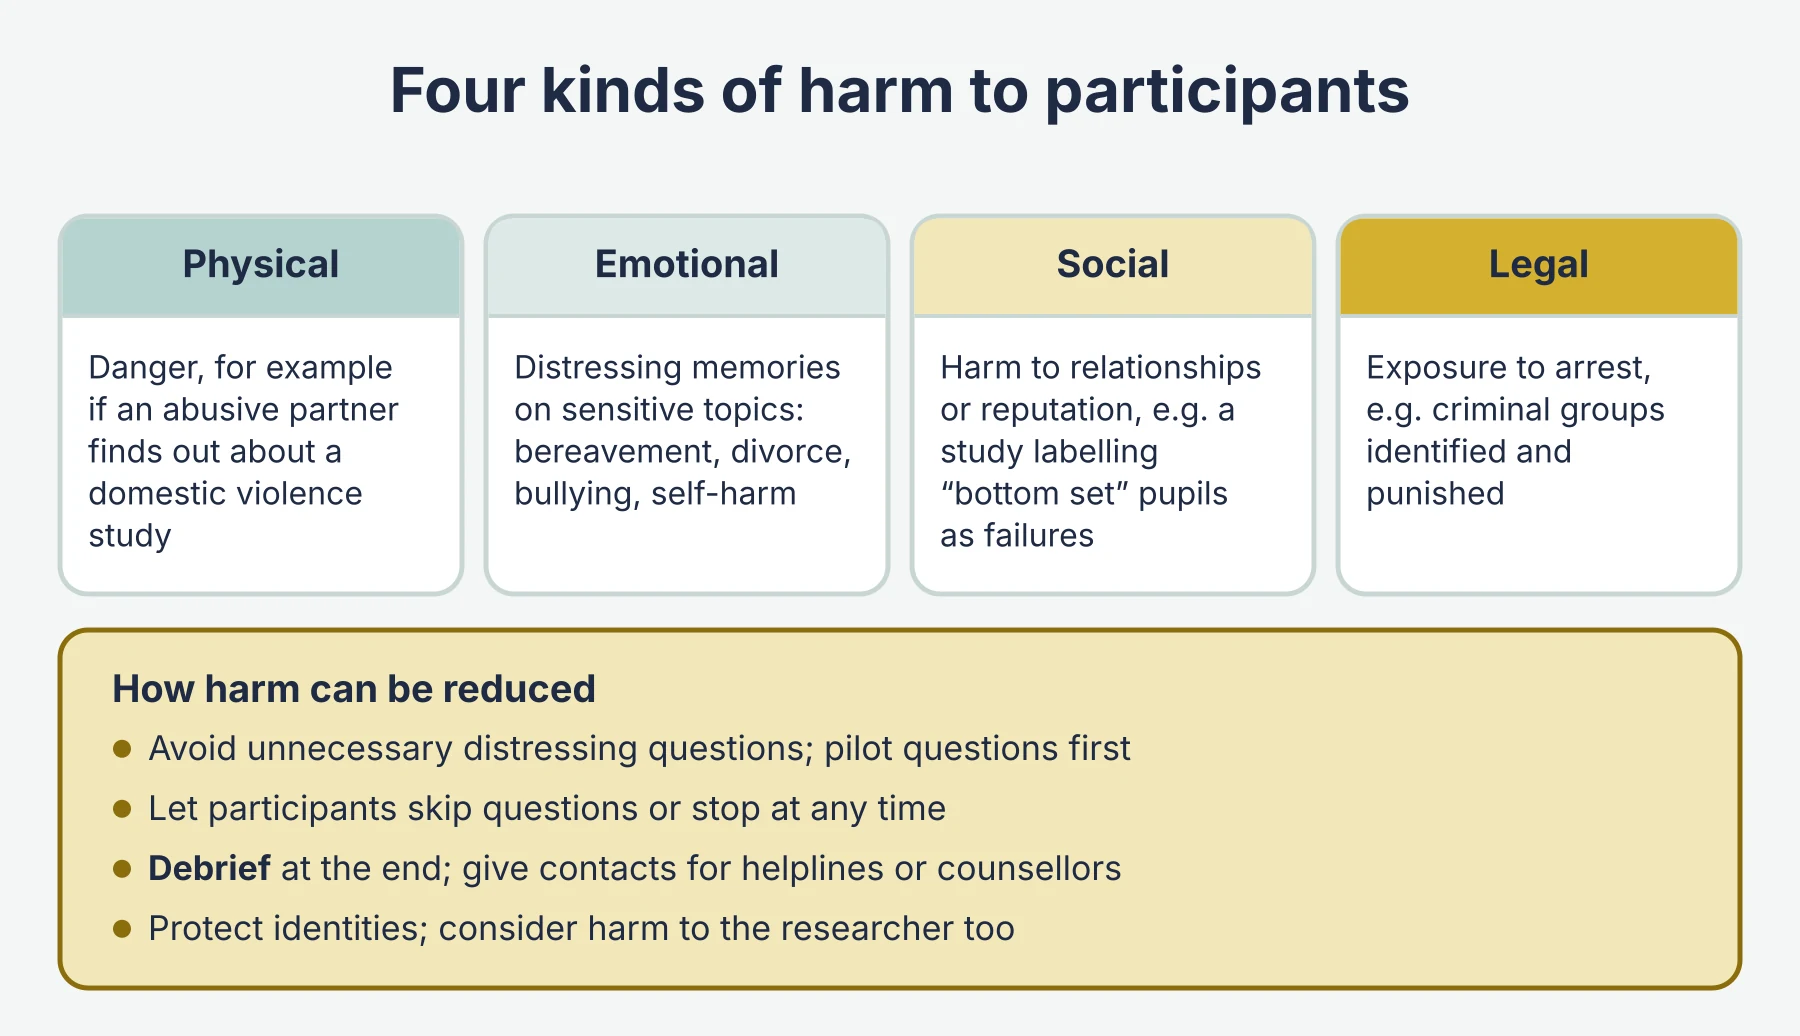 Four kinds of harm to participants
Physical
Danger, for example
if an abusive partner
finds out about a
domestic violence
study
Emotional
Distressing memories
on sensitive topics:
bereavement, divorce,
bullying, self-harm
Social
Harm to relationships
or reputation, e.g. a
study labelling
“bottom set” pupils
as failures
Legal
Exposure to arrest,
e.g. criminal groups
identified and
punished
How harm can be reduced
● Avoid unnecessary distressing questions; pilot questions first
● Let participants skip questions or stop at any time
● Debrief at the end; give contacts for helplines or counsellors
● Protect identities; consider harm to the researcher too